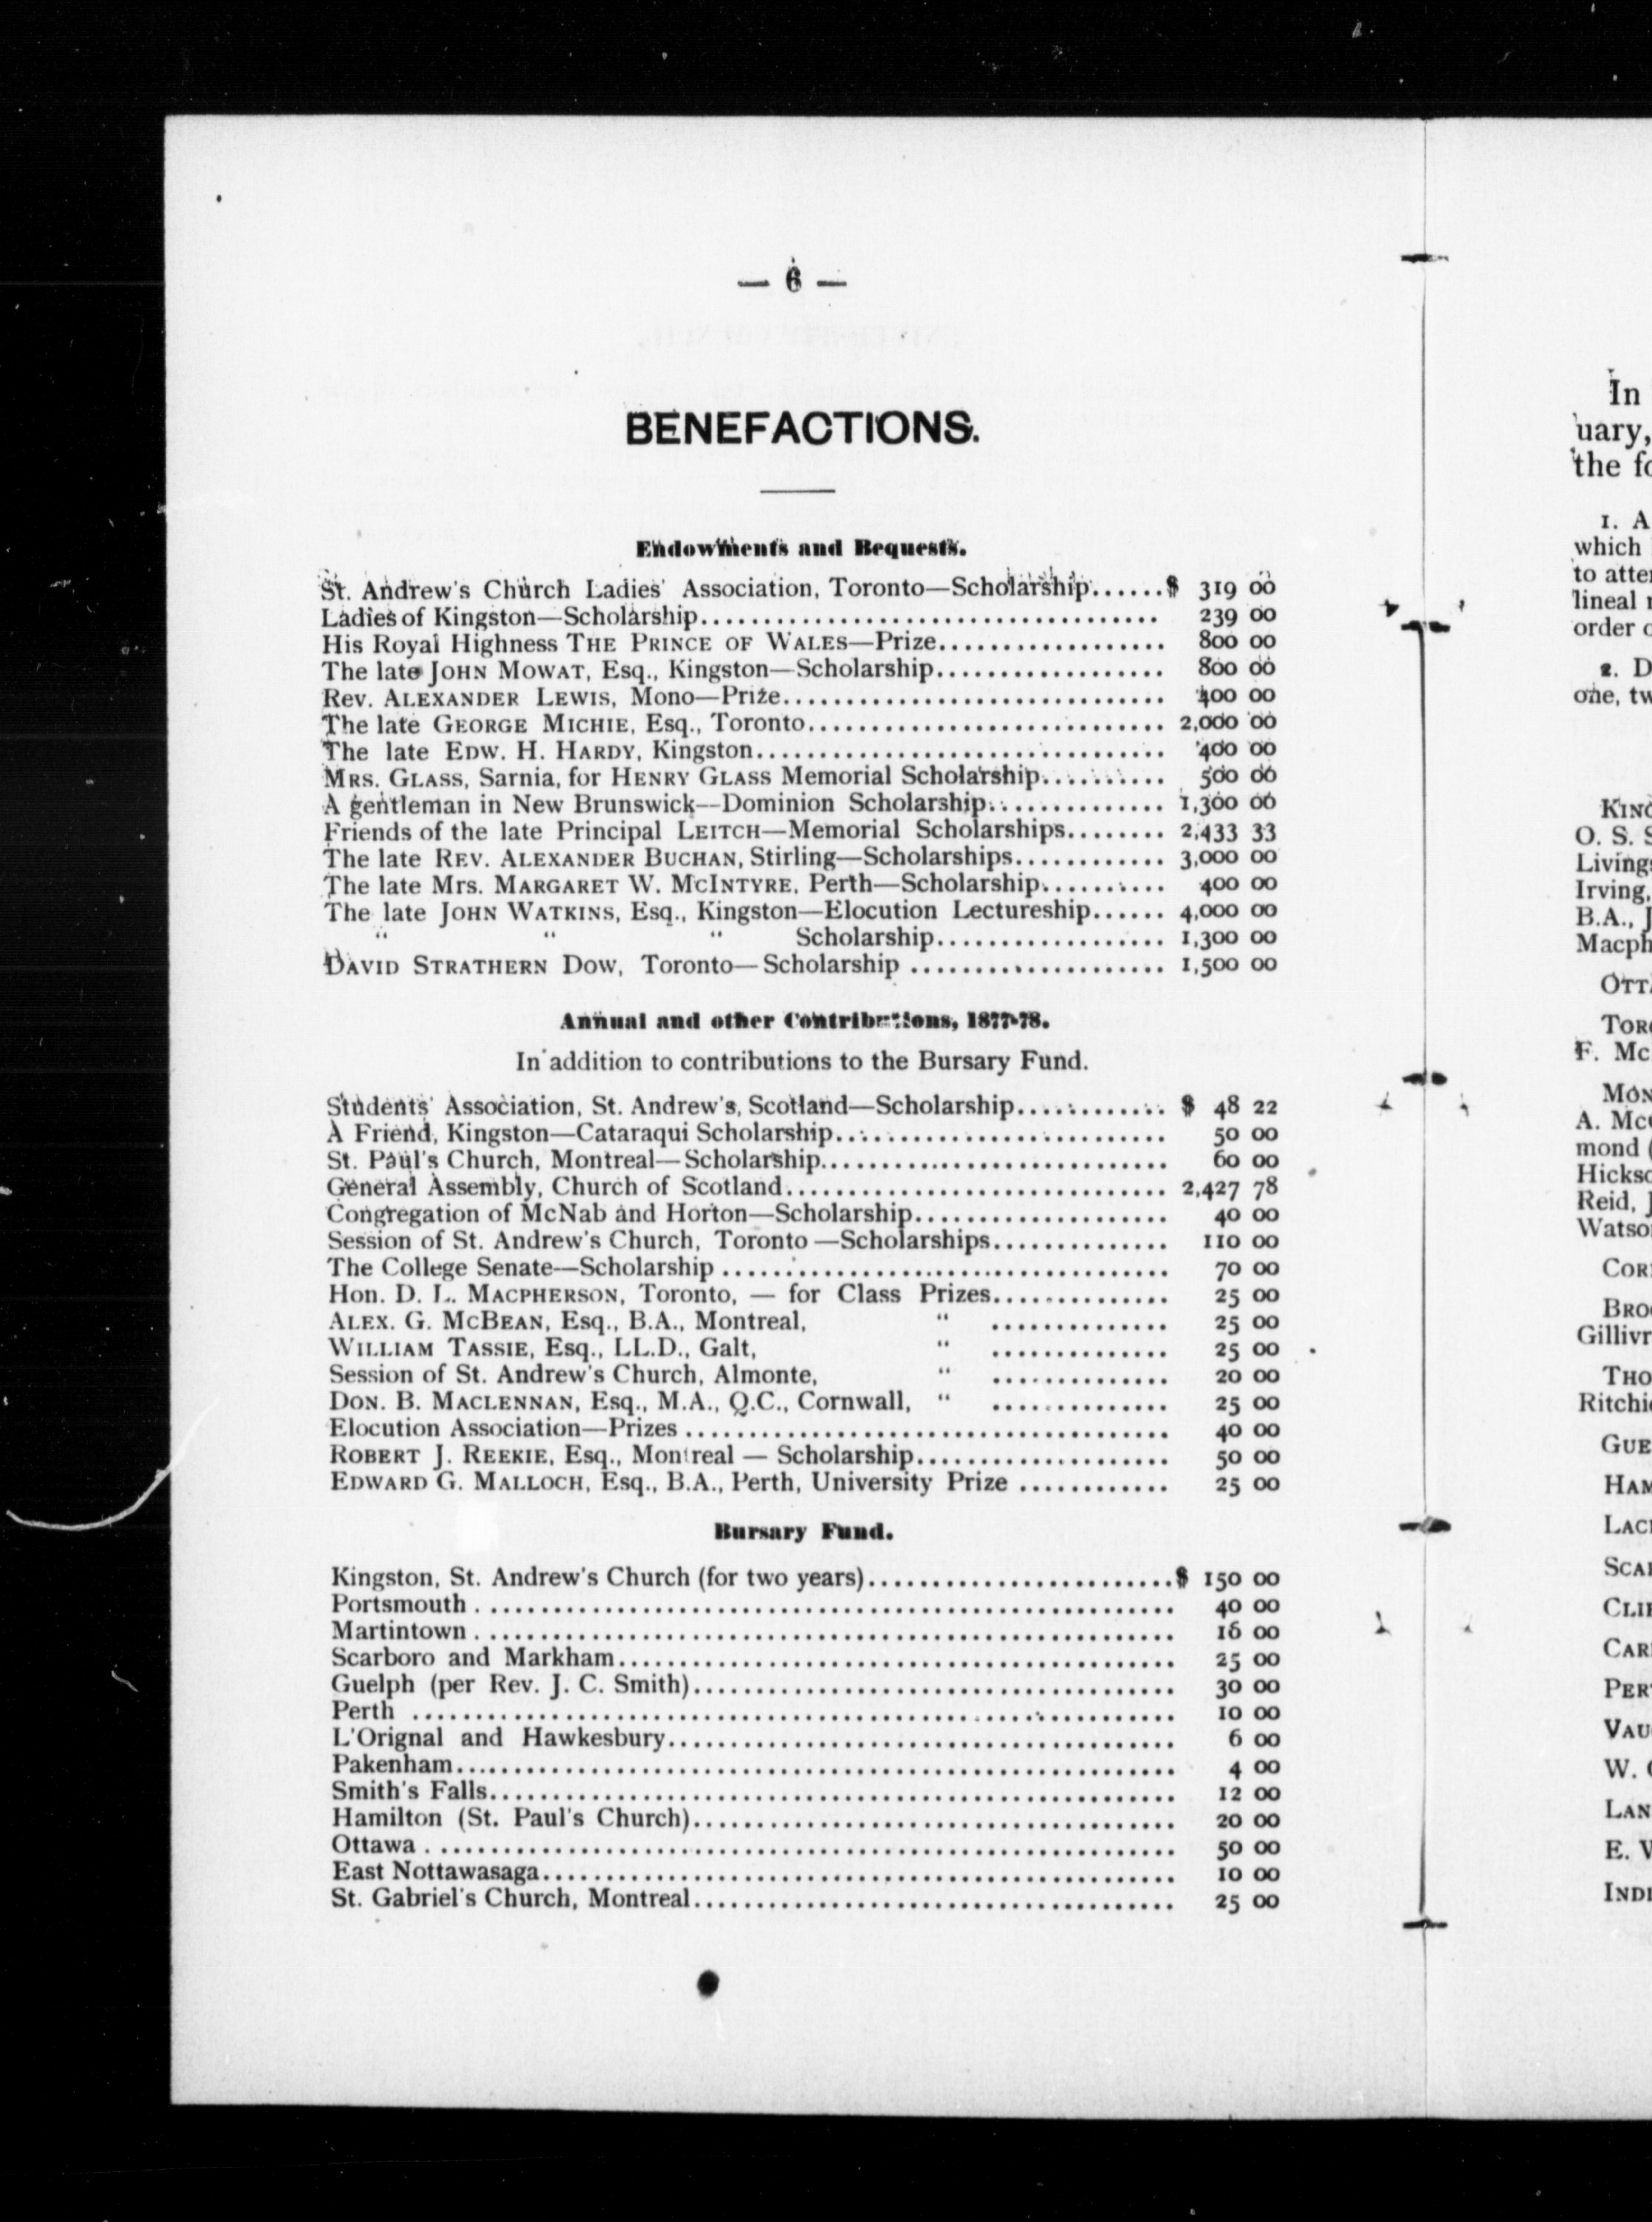 — 6 —
BENEFACTIONS.
Endowments and Bequests.
St. Andrew's Church Ladies' Association, Toronto—Scholarship......$ 319 00
Ladies of Kingston—Scholarship................................... 239 00
His Royal Highness THE PRINCE OF WALES—Prize.................. 800 00
The late JOHN MOWAT, Esq., Kingston—Scholarship.................. 800 00
Rev. ALEXANDER LEWIS, Mono—Prize............................. 400 00
The late GEORGE MICHIE, Esq., Toronto........................... 2,000 00
The late EDW. H. HARDY, Kingston............................... 400 00
MRS. GLASS, Sarnia, for HENRY GLASS Memorial Scholarship.......... 500 00
A gentleman in New Brunswick—Dominion Scholarship.............. 1,300 00
Friends of the late Principal LEITCH—Memorial Scholarships........ 2,433 33
The late REV. ALEXANDER BUCHAN, Stirling—Scholarships............ 3,000 00
The late Mrs. MARGARET W. MCINTYRE, Perth—Scholarship.......... 400 00
The late JOHN WATKINS, Esq., Kingston—Elocution Lectureship...... 4,000 00
" " " Scholarship.................. 1,300 00
DAVID STRATHERN DOW, Toronto—Scholarship .................... 1,500 00
Annual and other Contributions, 1877-78.
In addition to contributions to the Bursary Fund.
Students' Association, St. Andrew's, Scotland—Scholarship............ $ 48 22
A Friend, Kingston—Cataraqui Scholarship......................... 50 00
St. Paul's Church, Montreal—Scholarship.......................... 60 00
General Assembly, Church of Scotland............................. 2,427 78
Congregation of McNab and Horton—Scholarship.................... 40 00
Session of St. Andrew's Church, Toronto—Scholarships.............. 110 00
The College Senate—Scholarship .................................. 70 00
Hon. D. L. MACPHERSON, Toronto, — for Class Prizes.............. 25 00
ALEX. G. MCBEAN, Esq., B.A., Montreal, " .............. 25 00
WILLIAM TASSIE, Esq., LL.D., Galt, " .............. 25 00
Session of St. Andrew's Church, Almonte, " .............. 20 00
DON. B. MACLENNAN, Esq., M.A., Q.C., Cornwall, " .............. 25 00
Elocution Association—Prizes ..................................... 40 00
ROBERT J. REEKIE, Esq., Montreal — Scholarship.................... 50 00
EDWARD G. MALLOCH, Esq., B.A., Perth, University Prize ............ 25 00
Bursary Fund.
Kingston, St. Andrew's Church (for two years)........................$ 150 00
Portsmouth ...................................................... 40 00
Martintown ...................................................... 16 00
Scarboro and Markham........................................... 25 00
Guelph (per Rev. J. C. Smith)..................................... 30 00
Perth ........................................................... 10 00
L'Orignal and Hawkesbury....................................... 6 00
Pakenham....................................................... 4 00
Smith's Falls..................................................... 12 00
Hamilton (St. Paul's Church)..................................... 20 00
Ottawa .......................................................... 50 00
East Nottawasaga................................................. 10 00
St. Gabriel's Church, Montreal..................................... 25 00
In
uary,
the
1. A
which
to
lineal
order
2. D
one,
O. S.
Irving,
B.A.,
F. Mc
A.
mond
Reid,
W.
E.